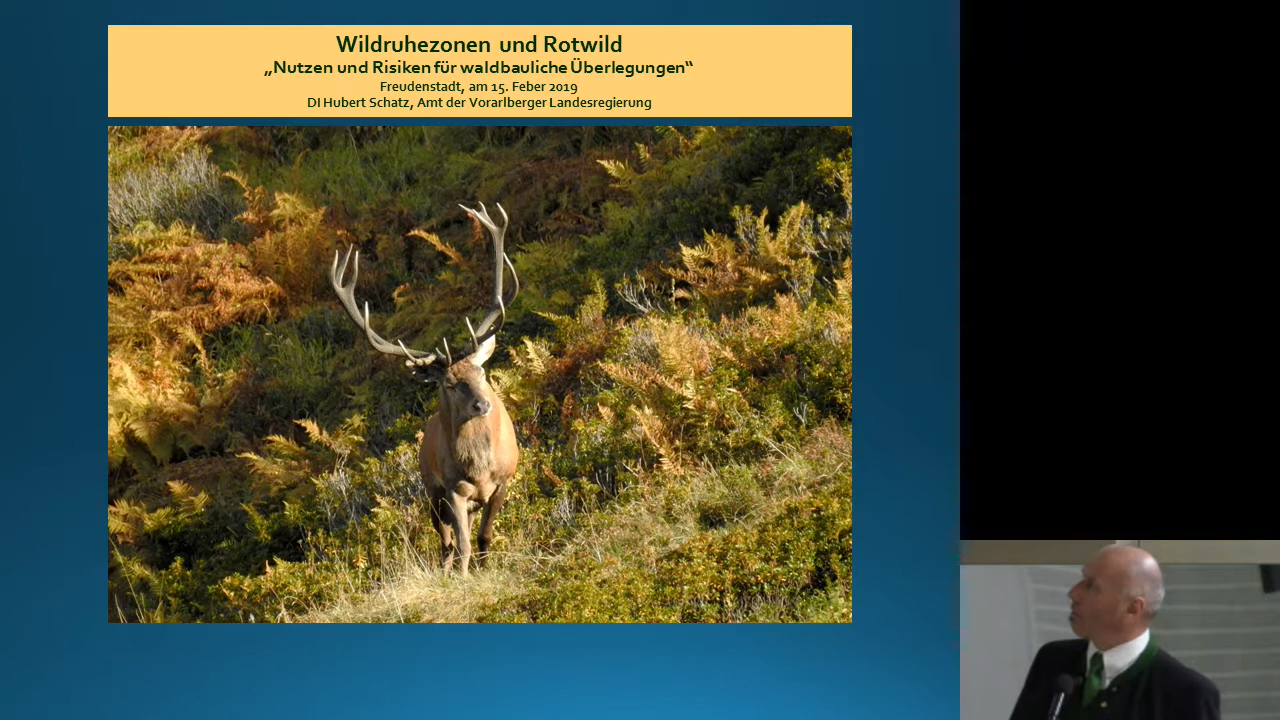 Wildruhezonen und Rotwild
„Nutzen und Risiken für waldbauliche Überlegungen“
Freudenstadt, am 15. Feber 2019
DI Hubert Schatz, Amt der Vorarlberger Landesregierung